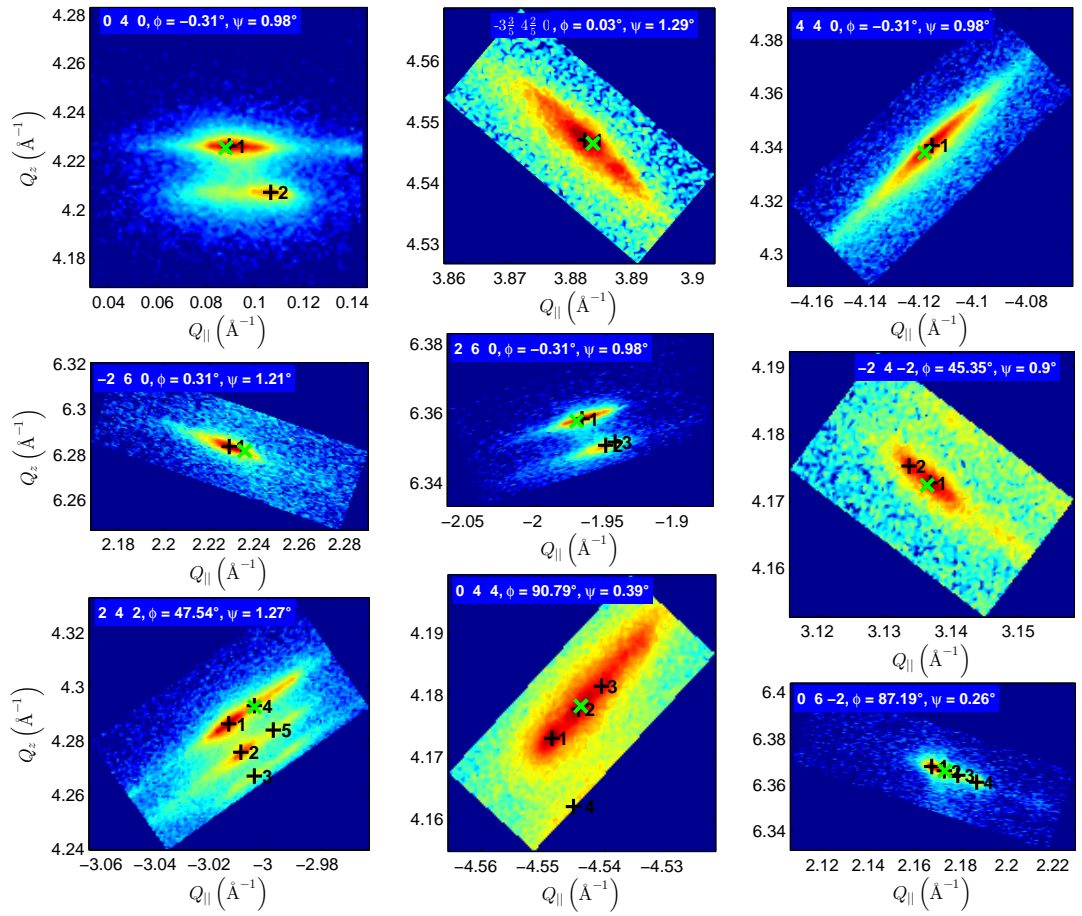 0 4 0, ϕ = −0.31°, ψ = 0.98°
4.28
4.26
4.24
4.22
4.2
4.18
1
2
0.04 0.06 0.08 0.1 0.12 0.14
Q_z (Å⁻¹)
Q_|| (Å⁻¹)
-3 3/5 4 2/5 0, ϕ = 0.03°, ψ = 1.29°
4.56
4.55
4.54
4.53
1
3.86 3.87 3.88 3.89 3.9
Q_|| (Å⁻¹)
4 4 0, ϕ = −0.31°, ψ = 0.98°
4.38
4.36
4.34
4.32
4.3
1
−4.16 −4.14 −4.12 −4.1 −4.08
Q_|| (Å⁻¹)
−2 6 0, ϕ = 0.31°, ψ = 1.21°
6.32
6.3
6.28
6.26
1
2.18 2.2 2.22 2.24 2.26 2.28
Q_z (Å⁻¹)
Q_|| (Å⁻¹)
2 6 0, ϕ = −0.31°, ψ = 0.98°
6.38
6.36
6.34
1
2
3
−2.05 −2 −1.95 −1.9
Q_|| (Å⁻¹)
−2 4 −2, ϕ = 45.35°, ψ = 0.9°
4.19
4.18
4.17
4.16
2
1
3.12 3.13 3.14 3.15
Q_|| (Å⁻¹)
2 4 2, ϕ = 47.54°, ψ = 1.27°
4.32
4.3
4.28
4.26
4.24
4
1
5
2
3
−3.06 −3.04 −3.02 −3 −2.98
Q_z (Å⁻¹)
Q_|| (Å⁻¹)
0 4 4, ϕ = 90.79°, ψ = 0.39°
4.19
4.18
4.17
4.16
3
2
1
4
−4.56 −4.55 −4.54 −4.53
Q_|| (Å⁻¹)
0 6 −2, ϕ = 87.19°, ψ = 0.26°
6.4
6.38
6.36
6.34
1
2
3
4
2.12 2.14 2.16 2.18 2.2 2.22
Q_|| (Å⁻¹)